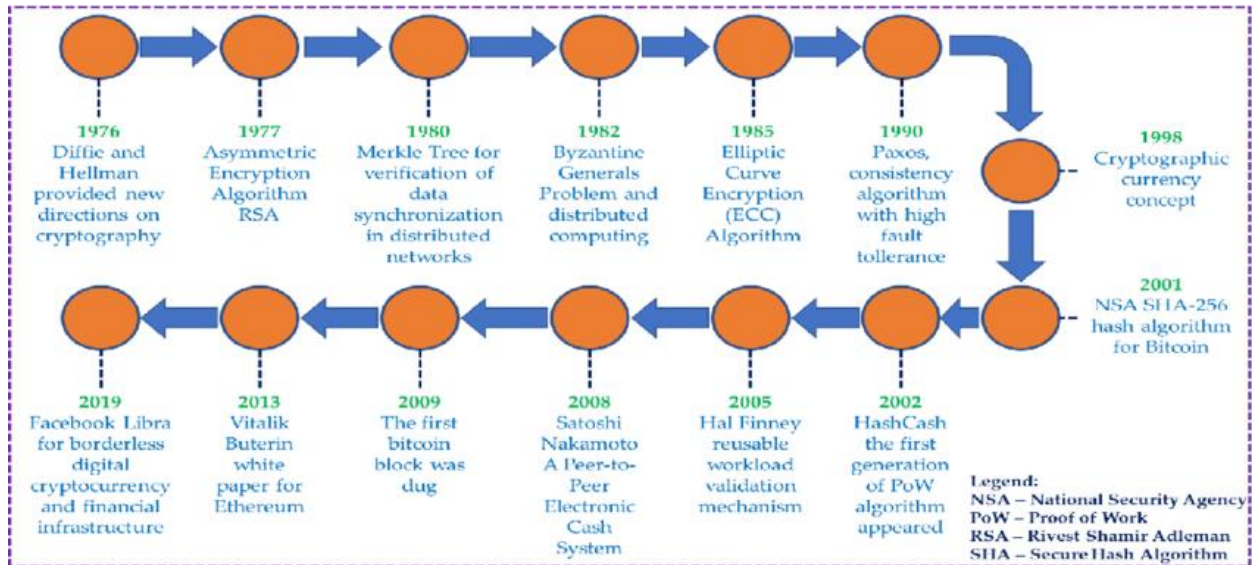 1976
Diffie and
Hellman
provided new
directions on
cryptography
1977
Asymmetric
Encryption
Algorithm
RSA
1980
Merkle Tree for
verification of
data
synchronization
in distributed
networks
1982
Byzantine
Generals
Problem and
distributed
computing
1985
Elliptic
Curve
Encryption
(ECC)
Algorithm
1990
Paxos,
consistency
algorithm
with high
fault
tollerance
1998
Cryptographic
currency
concept
2001
NSA SHA-256
hash algorithm
for Bitcoin
2002
HashCash
the first
generation
of PoW
algorithm
appeared
2005
Hal Finney
reusable
workload
validation
mechanism
2008
Satoshi
Nakamoto
A Peer-to-
Peer
Electronic
Cash
System
2009
The first
bitcoin
block was
dug
2013
Vitalik
Buterin
white
paper for
Ethereum
2019
Facebook Libra
for borderless
digital
cryptocurrency
and financial
infrastructure
Legend:
NSA – National Security Agency
PoW – Proof of Work
RSA – Rivest Shamir Adleman
SHA – Secure Hash Algorithm